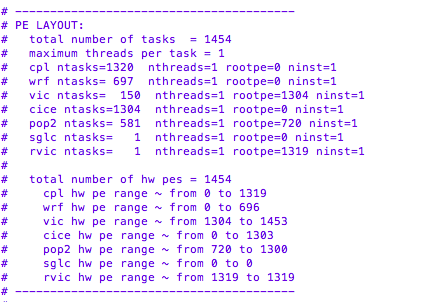 # ---------------------------------------
# PE LAYOUT:
#   total number of tasks  = 1454
#   maximum threads per task = 1
#   cpl ntasks=1320  nthreads=1 rootpe=0 ninst=1
#   wrf ntasks= 697  nthreads=1 rootpe=0 ninst=1
#   vic ntasks=  150  nthreads=1 rootpe=1304 ninst=1
#   cice ntasks=1304  nthreads=1 rootpe=0 ninst=1
#   pop2 ntasks= 581  nthreads=1 rootpe=720 ninst=1
#   sglc ntasks=   1  nthreads=1 rootpe=0 ninst=1
#   rvic ntasks=   1  nthreads=1 rootpe=1319 ninst=1
#
#   total number of hw pes = 1454
#     cpl hw pe range ~ from 0 to 1319
#     wrf hw pe range ~ from 0 to 696
#     vic hw pe range ~ from 1304 to 1453
#     cice hw pe range ~ from 0 to 1303
#     pop2 hw pe range ~ from 720 to 1300
#     sglc hw pe range ~ from 0 to 0
#     rvic hw pe range ~ from 1319 to 1319
# ---------------------------------------